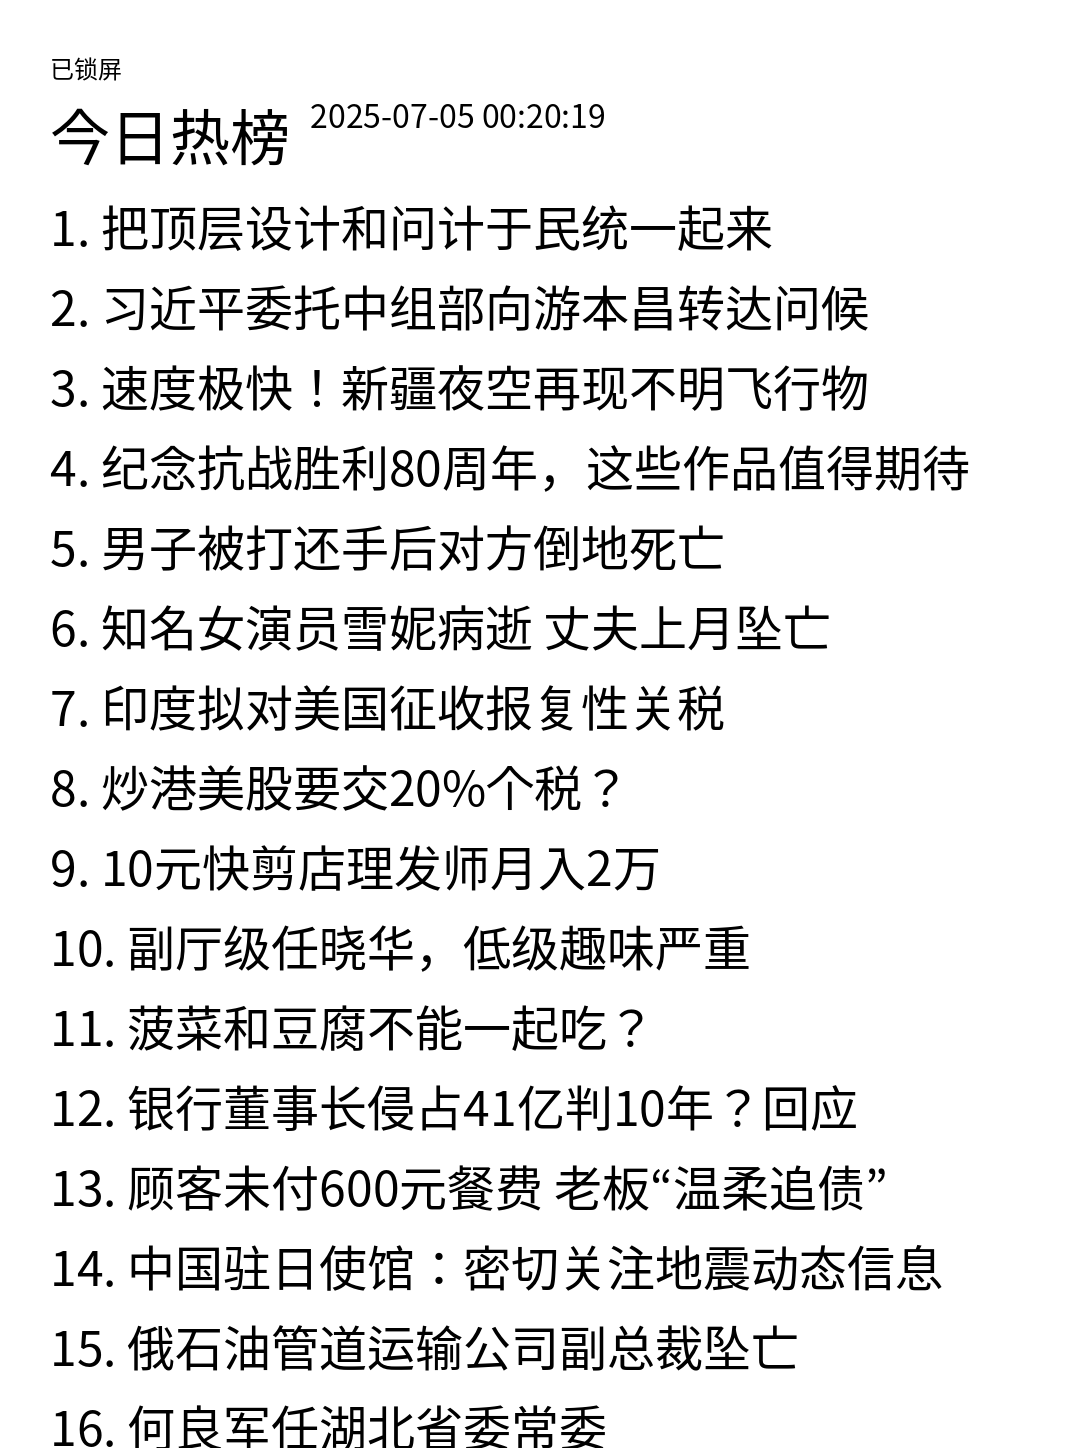 已锁屏
今日热榜 2025-07-05 00:20:19
1. 把顶层设计和问计于民统一起来
2. 习近平委托中组部向游本昌转达问候
3. 速度极快！新疆夜空再现不明飞行物
4. 纪念抗战胜利80周年，这些作品值得期待
5. 男子被打还手后对方倒地死亡
6. 知名女演员雪妮病逝 丈夫上月坠亡
7. 印度拟对美国征收报复性关税
8. 炒港美股要交20%个税？
9. 10元快剪店理发师月入2万
10. 副厅级任晓华，低级趣味严重
11. 菠菜和豆腐不能一起吃？
12. 银行董事长侵占41亿判10年？回应
13. 顾客未付600元餐费 老板“温柔追债”
14. 中国驻日使馆：密切关注地震动态信息
15. 俄石油管道运输公司副总裁坠亡
16. 何良军任湖北省委常委